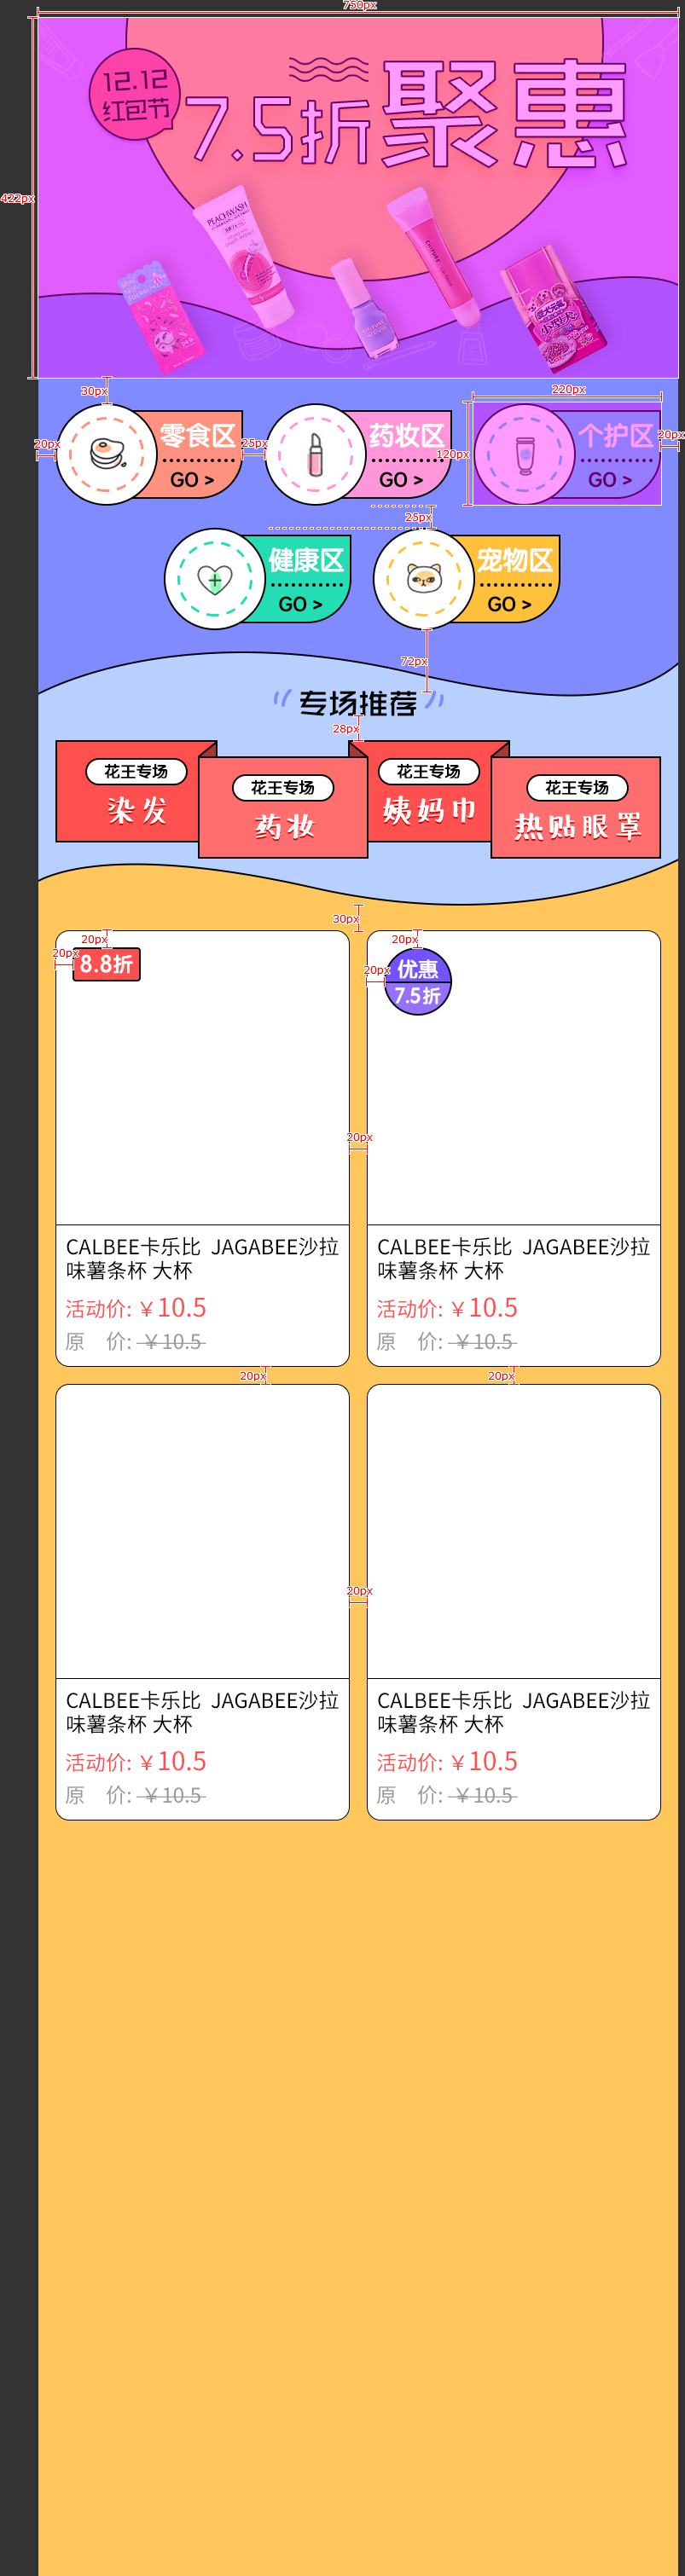 750px
422px
12.12
红包节
7.5折聚惠
PEACHWASH
30px
220px
20px
25px
120px
20px
零食区
GO >
药妆区
GO >
个护区
GO >
25px
健康区
GO >
宠物区
GO >
72px
专场推荐
28px
花王专场
染发
花王专场
药妆
花王专场
姨妈巾
花王专场
热贴眼罩
30px
20px
20px
20px
20px
8.8折
优惠
7.5折
20px
CALBEE卡乐比 JAGABEE沙拉
味薯条杯 大杯
活动价: ￥10.5
原 价: ￥10.5
CALBEE卡乐比 JAGABEE沙拉
味薯条杯 大杯
活动价: ￥10.5
原 价: ￥10.5
20px
20px
20px
CALBEE卡乐比 JAGABEE沙拉
味薯条杯 大杯
活动价: ￥10.5
原 价: ￥10.5
CALBEE卡乐比 JAGABEE沙拉
味薯条杯 大杯
活动价: ￥10.5
原 价: ￥10.5